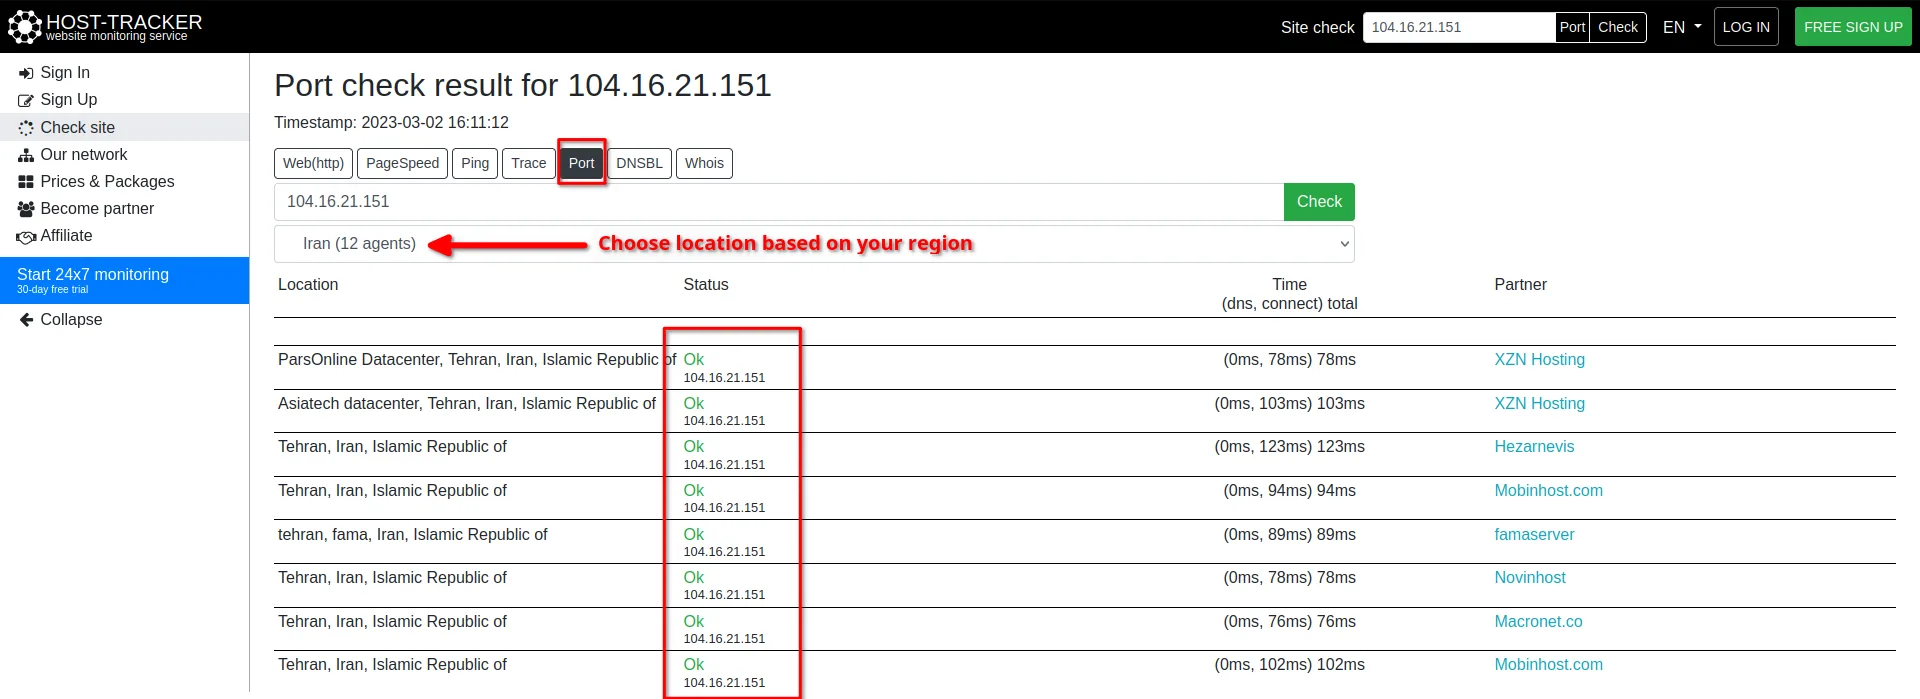 HOST-TRACKER
website monitoring service
Site check 104.16.21.151 Port Check EN LOG IN FREE SIGN UP
Sign In
Sign Up
Check site
Our network
Prices & Packages
Become partner
Affiliate
Start 24x7 monitoring
30-day free trial
Collapse
Port check result for 104.16.21.151
Timestamp: 2023-03-02 16:11:12
Web(http) PageSpeed Ping Trace Port DNSBL Whois
104.16.21.151 Check
Iran (12 agents) Choose location based on your region
Location Status Time Partner
(dns, connect) total
ParsOnline Datacenter, Tehran, Iran, Islamic Republic of Ok (0ms, 78ms) 78ms XZN Hosting
104.16.21.151
Asiatech datacenter, Tehran, Iran, Islamic Republic of Ok (0ms, 103ms) 103ms XZN Hosting
104.16.21.151
Tehran, Iran, Islamic Republic of Ok (0ms, 123ms) 123ms Hezarnevis
104.16.21.151
Tehran, Iran, Islamic Republic of Ok (0ms, 94ms) 94ms Mobinhost.com
104.16.21.151
tehran, fama, Iran, Islamic Republic of Ok (0ms, 89ms) 89ms famaserver
104.16.21.151
Tehran, Iran, Islamic Republic of Ok (0ms, 78ms) 78ms Novinhost
104.16.21.151
Tehran, Iran, Islamic Republic of Ok (0ms, 76ms) 76ms Macronet.co
104.16.21.151
Tehran, Iran, Islamic Republic of Ok (0ms, 102ms) 102ms Mobinhost.com
104.16.21.151